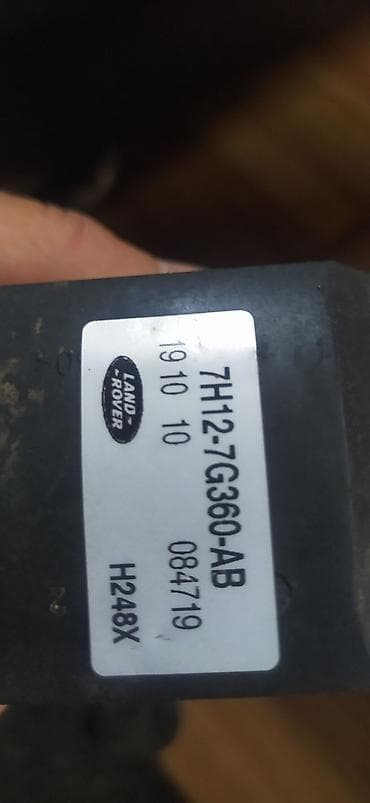 7H12-7G360-AB
19 10 10 084719
LAND-
-ROVER
H248X